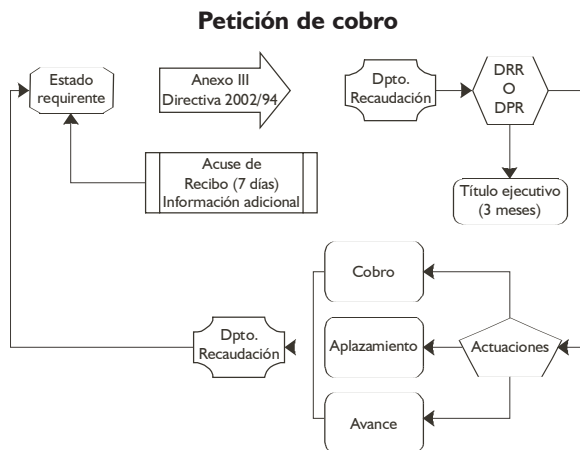 Petición de cobro
Estado
requirente
Anexo III
Directiva 2002/94
Dpto.
Recaudación
DRR
O
DPR
Acuse de
Recibo (7 días)
Información adicional
Título ejecutivo
(3 meses)
Cobro
Dpto.
Recaudación
Aplazamiento
Actuaciones
Avance